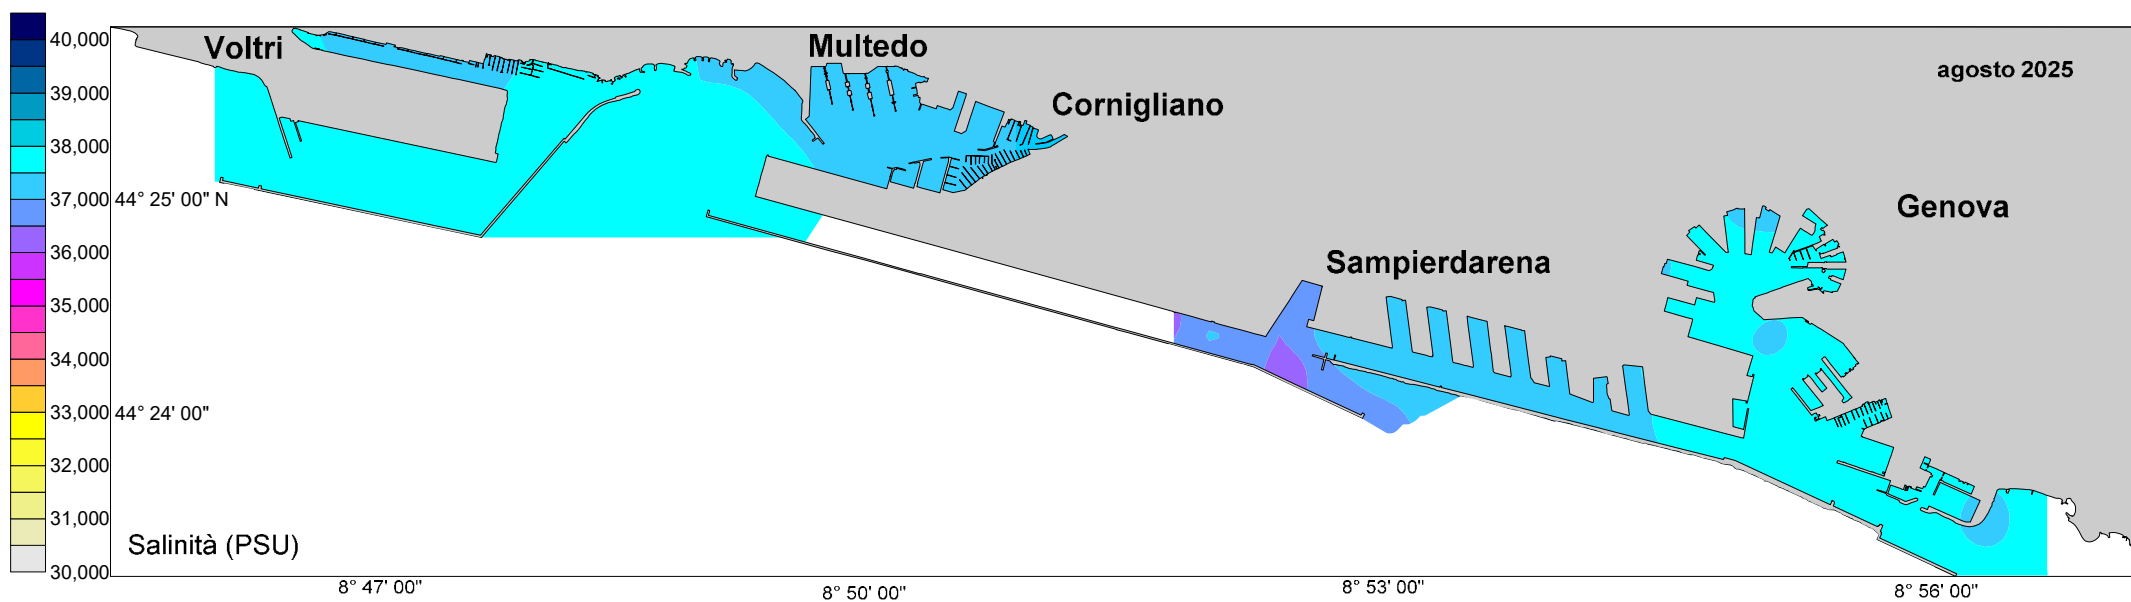 40,000
39,000
38,000
37,000
36,000
35,000
34,000
33,000
32,000
31,000
30,000
Voltri
Multedo
Cornigliano
agosto 2025
44° 25' 00" N
Genova
Sampierdarena
44° 24' 00"
Salinità (PSU)
8° 47' 00"
8° 50' 00"
8° 53' 00"
8° 56' 00"